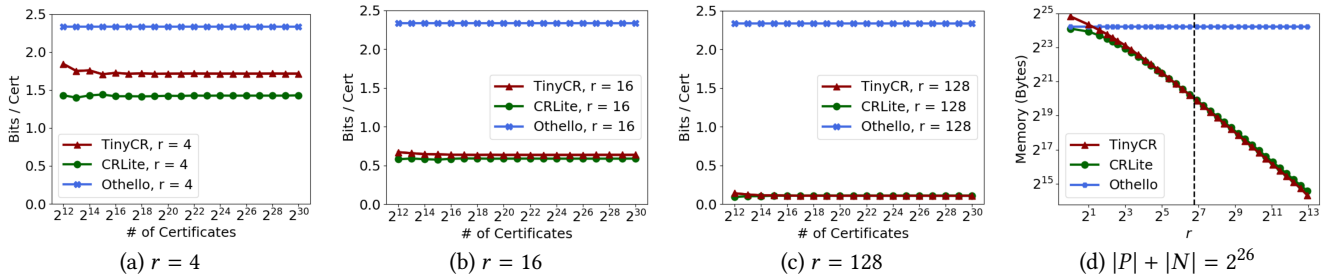 2.5
2.0
1.5
1.0
0.5
0.0
Bits / Cert
TinyCR, r = 4
CRLite, r = 4
Othello, r = 4
2^12 2^14 2^16 2^18 2^20 2^22 2^24 2^26 2^28 2^30
# of Certificates
(a) r = 4
2.5
2.0
1.5
1.0
0.5
0.0
Bits / Cert
TinyCR, r = 16
CRLite, r = 16
Othello, r = 16
2^12 2^14 2^16 2^18 2^20 2^22 2^24 2^26 2^28 2^30
# of Certificates
(b) r = 16
2.5
2.0
1.5
1.0
0.5
0.0
Bits / Cert
TinyCR, r = 128
CRLite, r = 128
Othello, r = 128
2^12 2^14 2^16 2^18 2^20 2^22 2^24 2^26 2^28 2^30
# of Certificates
(c) r = 128
2^25
2^23
2^21
2^19
2^17
2^15
Memory (Bytes)
TinyCR
CRLite
Othello
2^1 2^3 2^5 2^7 2^9 2^11 2^13
r
(d) |P| + |N| = 2^26